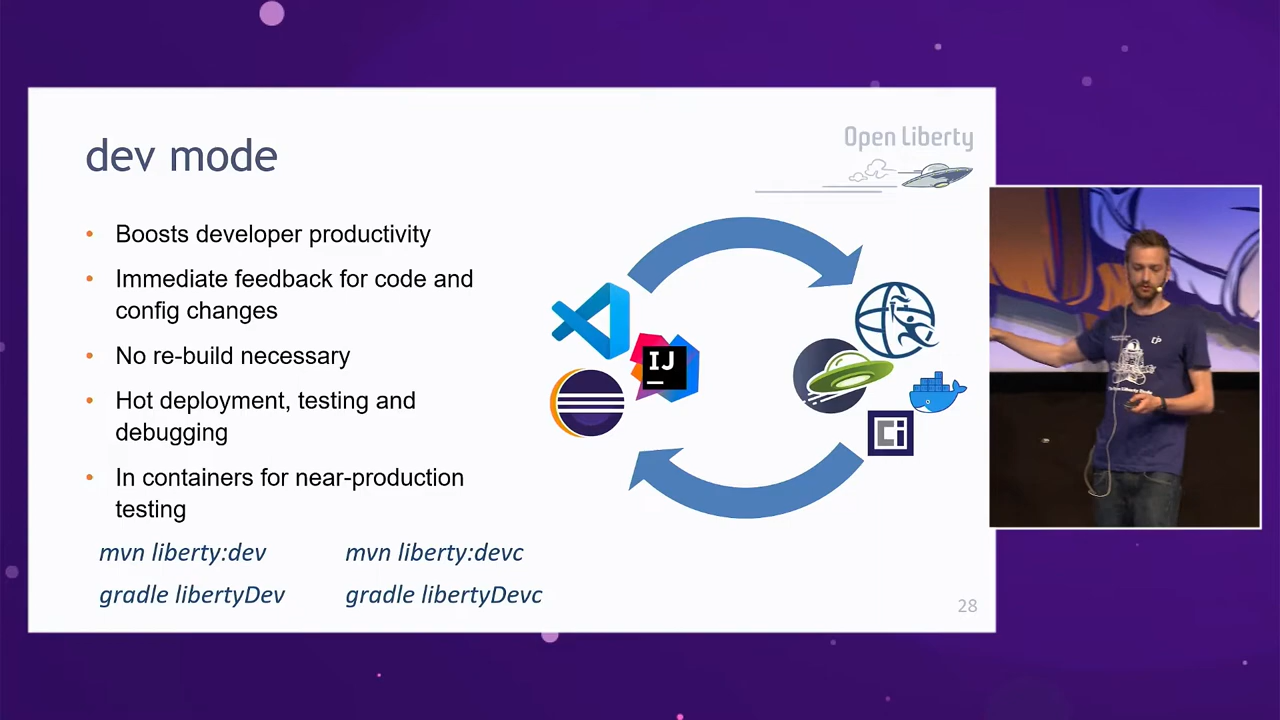 dev mode
Open Liberty
• Boosts developer productivity
• Immediate feedback for code and
config changes
• No re-build necessary
• Hot deployment, testing and
debugging
• In containers for near-production
testing
mvn liberty:dev
mvn liberty:devc
gradle libertyDev
gradle libertyDevc
IJ
Ci
28